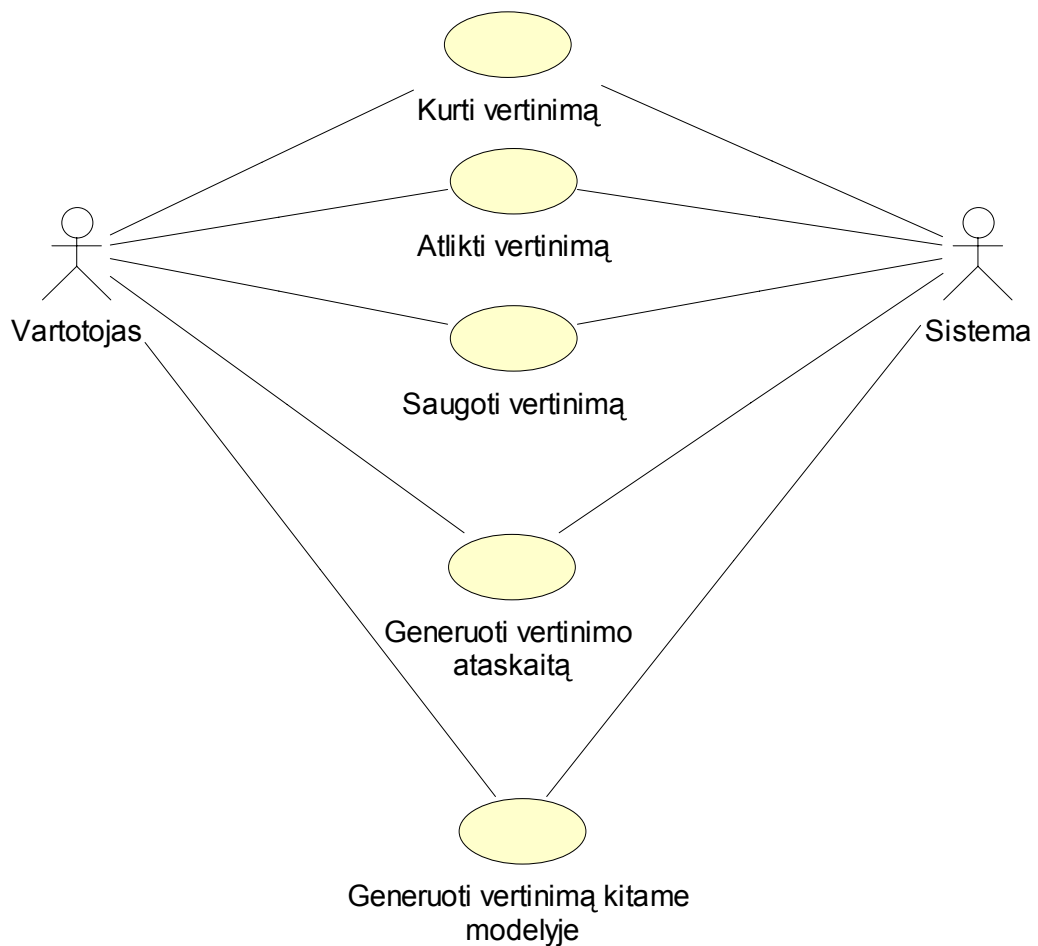 Kurti vertinimą
Atlikti vertinimą
Vartotojas
Sistema
Saugoti vertinimą
Generuoti vertinimo
ataskaitą
Generuoti vertinimą kitame
modelyje